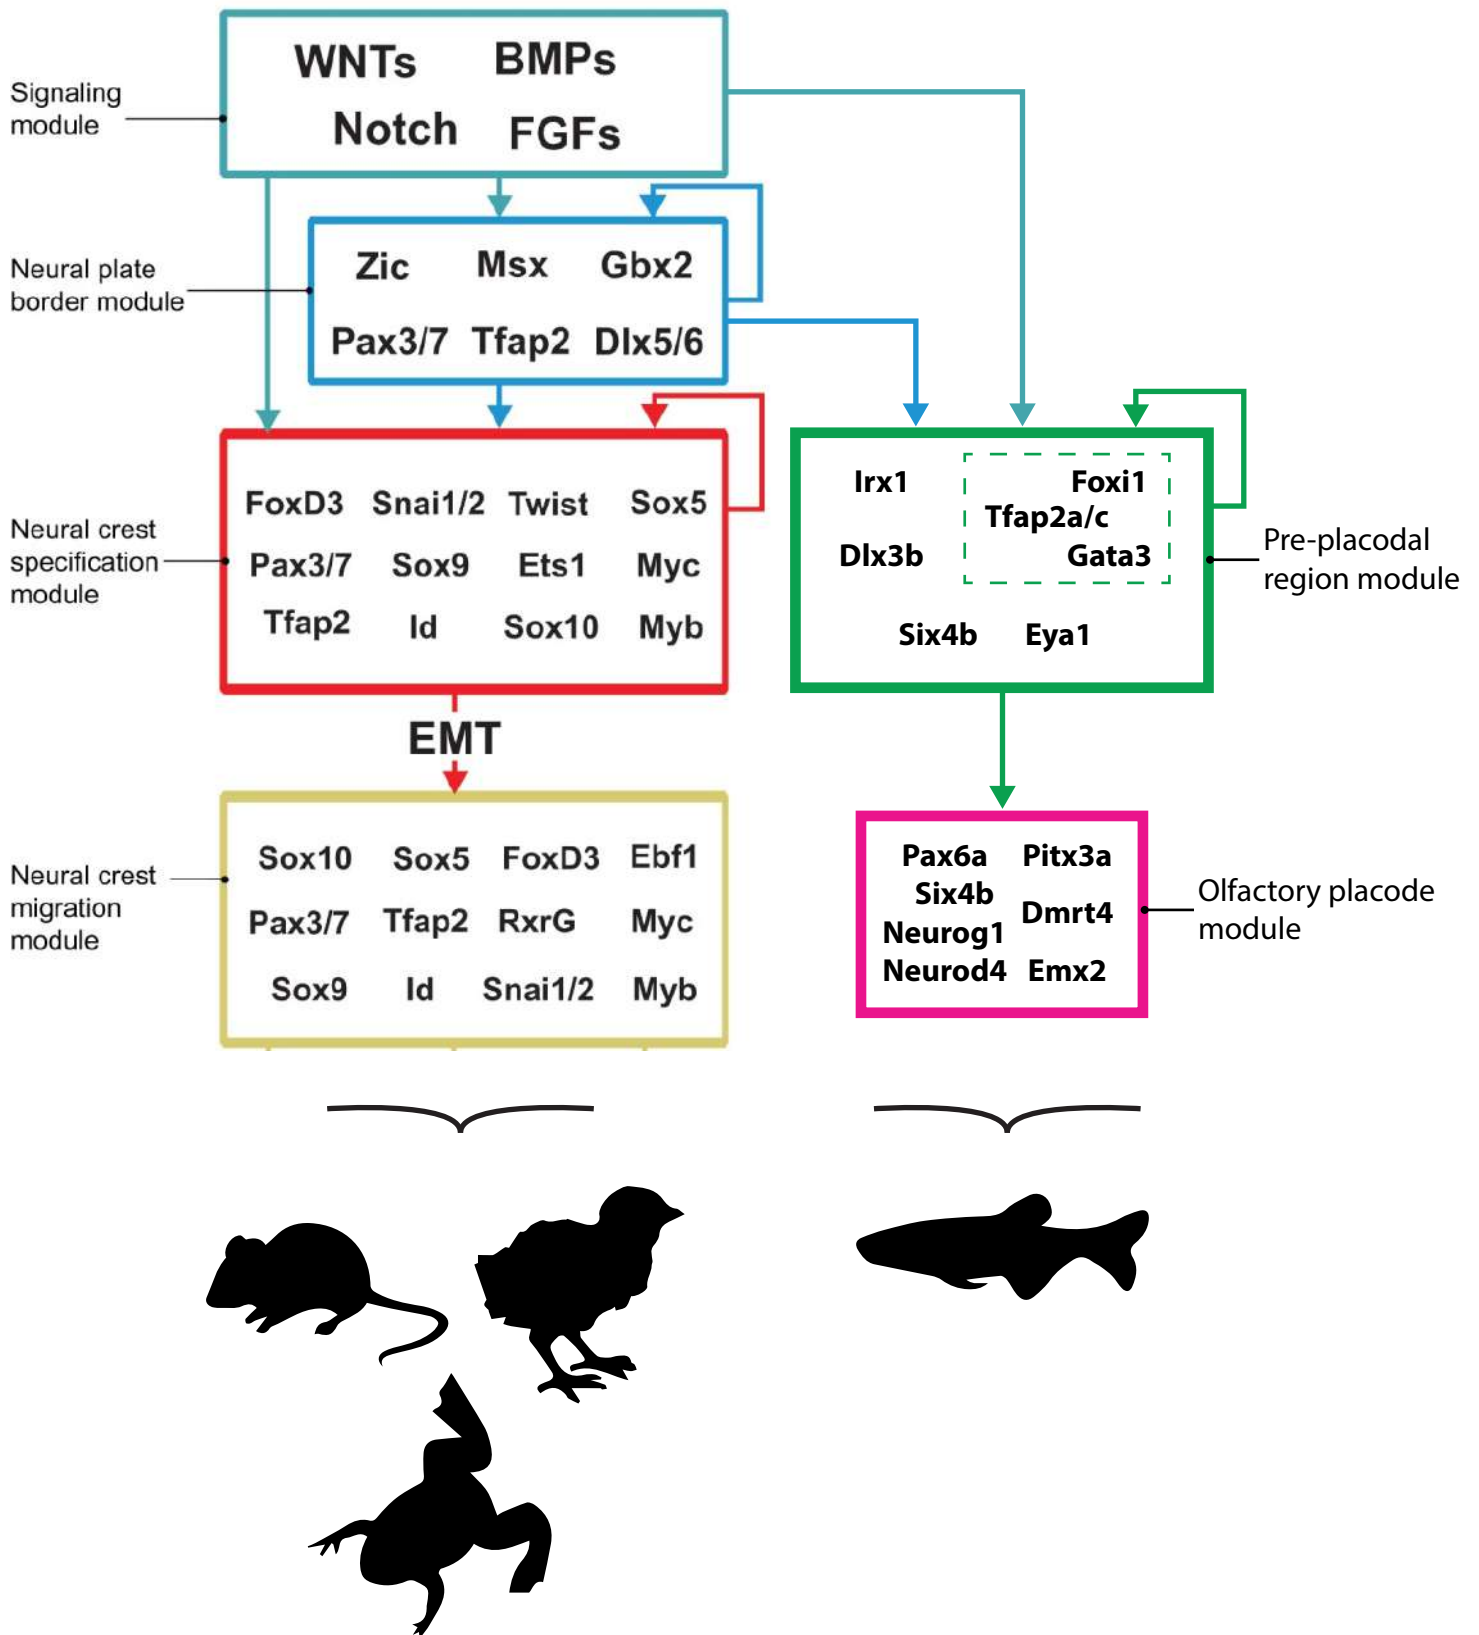 WNTs BMPs
Notch FGFs
Signaling
module
Zic Msx Gbx2
Pax3/7 Tfap2 Dlx5/6
Neural plate
border module
FoxD3 Snai1/2 Twist Sox5
Pax3/7 Sox9 Ets1 Myc
Tfap2 Id Sox10 Myb
Neural crest
specification
module
Irx1 Foxi1
Tfap2a/c
Dlx3b Gata3
Six4b Eya1
Pre-placodal
region module
EMT
Sox10 Sox5 FoxD3 Ebf1
Pax3/7 Tfap2 RxrG Myc
Sox9 Id Snai1/2 Myb
Neural crest
migration
module
Pax6a Pitx3a
Six4b
Dmrt4
Neurog1
Neurod4 Emx2
Olfactory placode
module